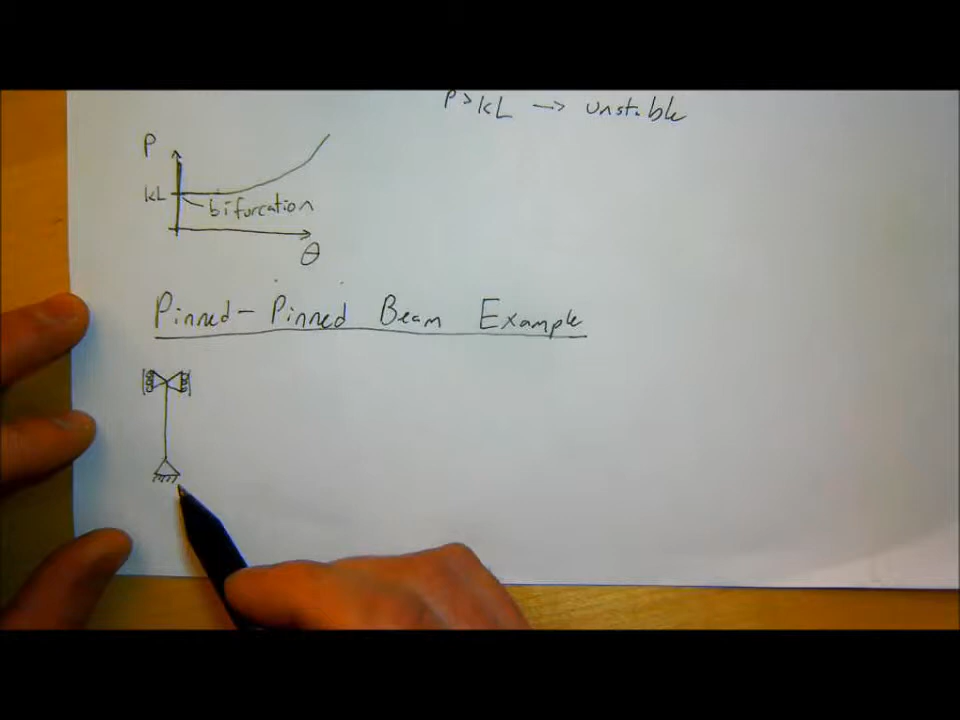 P > kL → unstable
P
kL
bifurcation
θ
Pinned-Pinned Beam Example